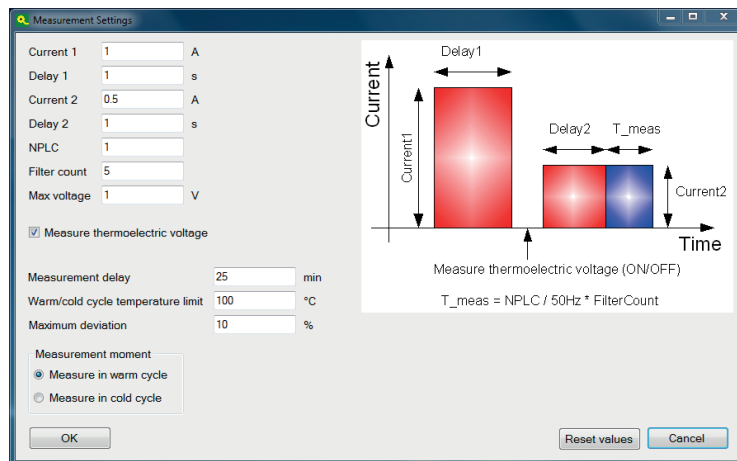 Measurement Settings
Current 1 1 A
Delay 1 1 s
Current 2 0.5 A
Delay 2 1 s
NPLC 1
Filter count 5
Max voltage 1 V
Measure thermoelectric voltage
Measurement delay 25 min
Warm/cold cycle temperature limit 100 °C
Maximum deviation 10 %
Measurement moment
Measure in warm cycle
Measure in cold cycle
OK
Current
Delay1
Current1
Delay2 T_meas
Current2
Time
Measure thermoelectric voltage (ON/OFF)
T_meas = NPLC / 50Hz * FilterCount
Reset values Cancel